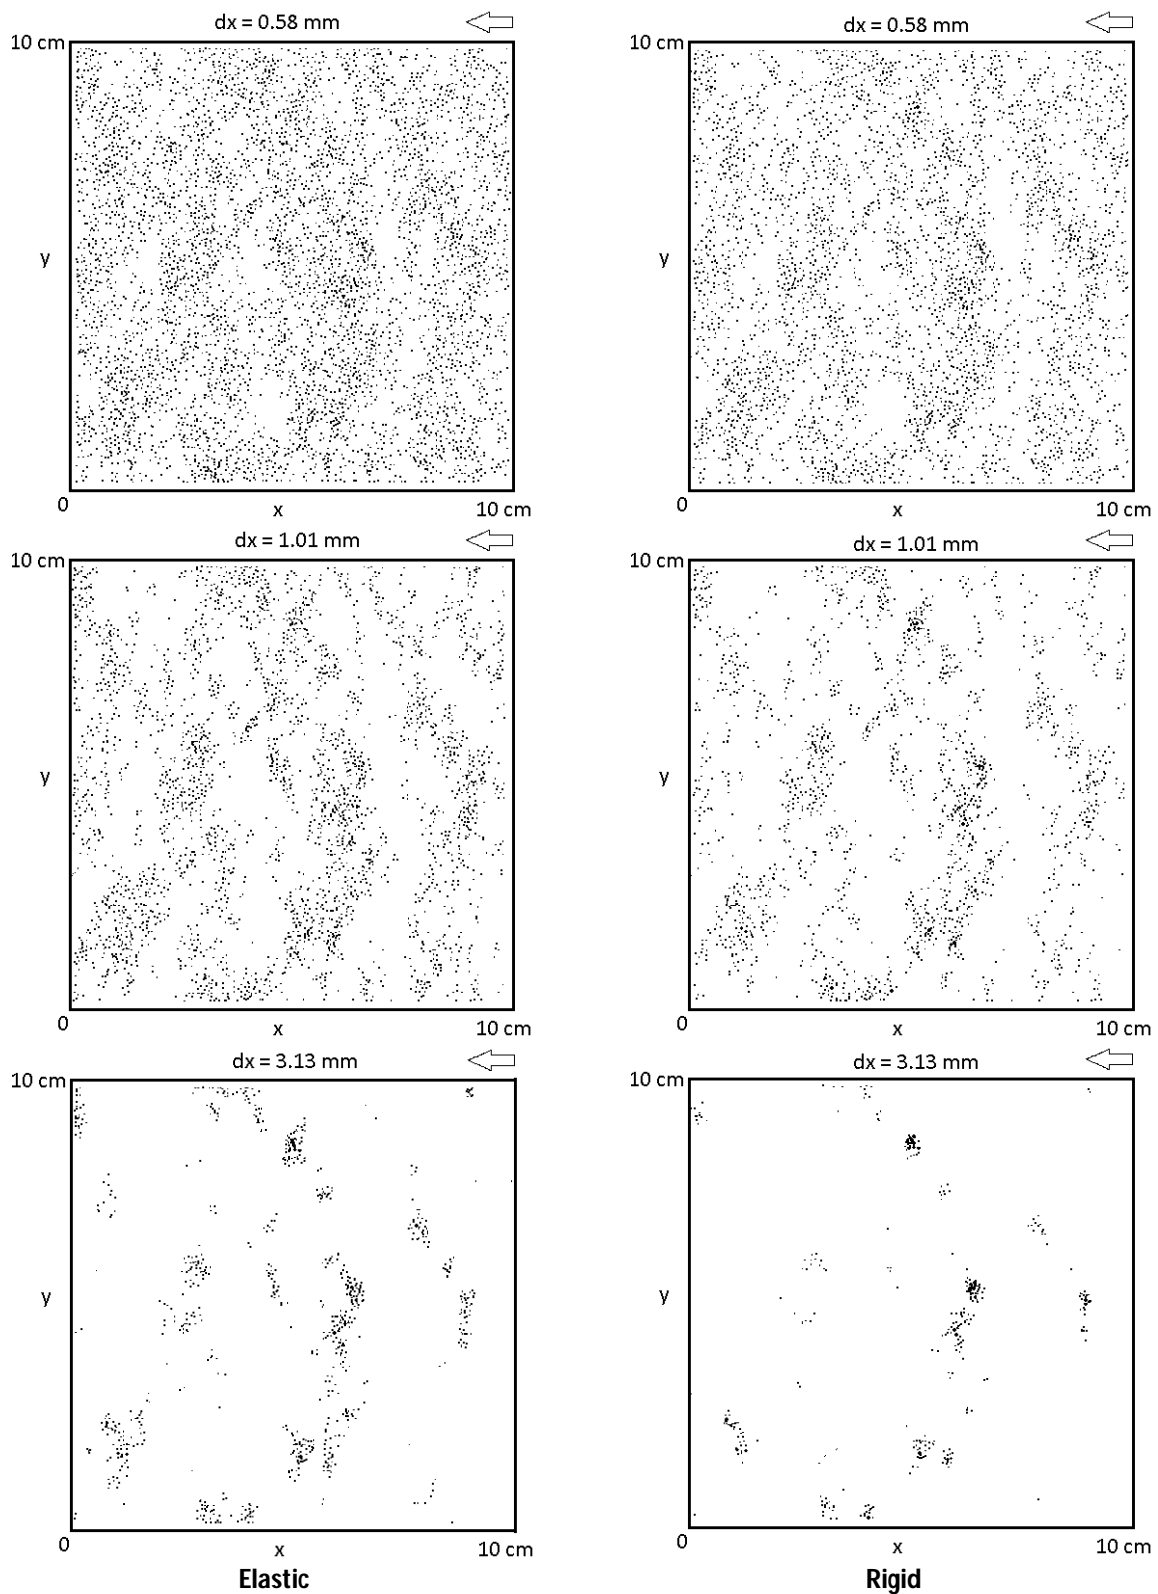 dx = 0.58 mm
10 cm
y
0
x
10 cm
dx = 0.58 mm
10 cm
y
0
x
10 cm
dx = 1.01 mm
10 cm
y
0
x
10 cm
dx = 1.01 mm
10 cm
y
0
x
10 cm
dx = 3.13 mm
10 cm
y
0
x
10 cm
Elastic
dx = 3.13 mm
10 cm
y
0
x
10 cm
Rigid